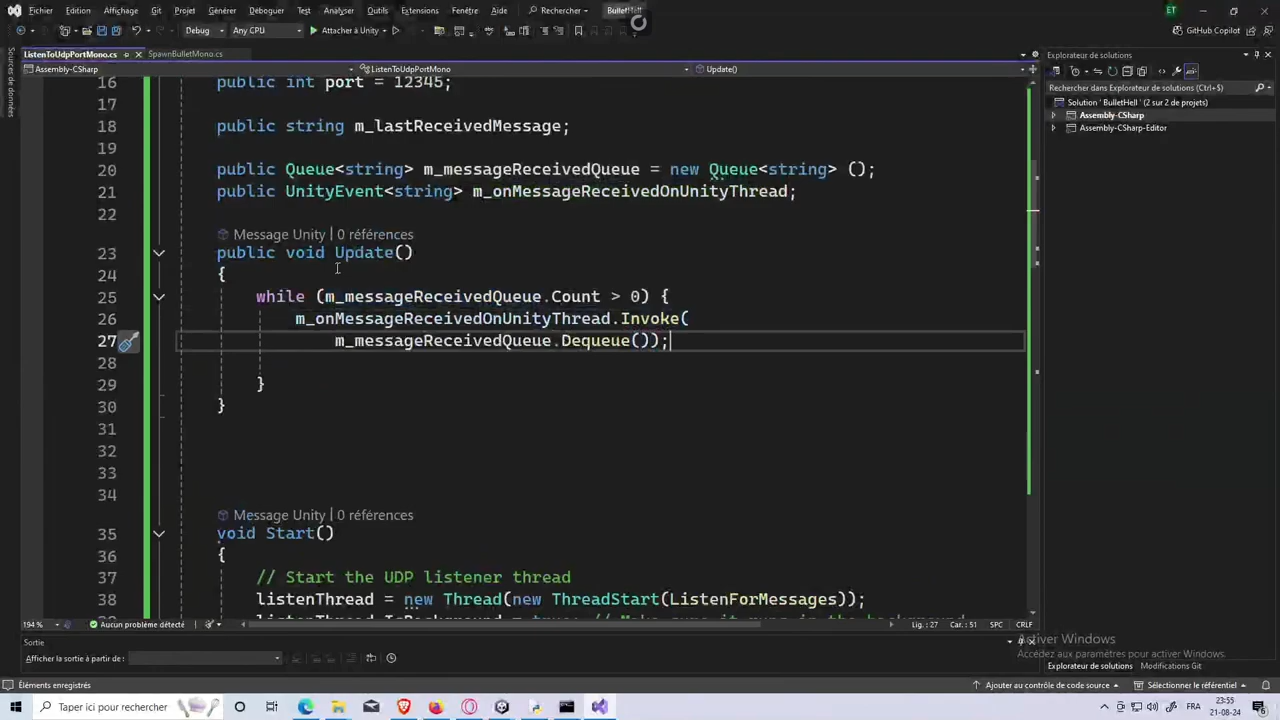 Fichier Edition Affichage Git Projet Générer Déboguer Test Analyser Outils Extensions Fenêtre Aide Rechercher BulletHell ET
Debug Any CPU Attacher à Unity GitHub Copilot
ListenToUdpPortMono.cs SpawnBulletMono.cs Explorateur de solutions
Sources de données
Assembly-CSharp ListenToUdpPortMono Update()
Rechercher dans Explorateur de solutions (Ctrl+$)
Solution ' BulletHell ' (2 sur 2 de projets)
Assembly-CSharp
Assembly-CSharp-Editor
16 public int port = 12345;
17
18 public string m_lastReceivedMessage;
19
20 public Queue<string> m_messageReceivedQueue = new Queue<string> ();
21 public UnityEvent<string> m_onMessageReceivedOnUnityThread;
22
Message Unity | 0 références
23 public void Update()
24 {
25 while (m_messageReceivedQueue.Count > 0) {
26 m_onMessageReceivedOnUnityThread.Invoke(
27 m_messageReceivedQueue.Dequeue());
28
29 }
30 }
31
32
33
34
Message Unity | 0 références
35 void Start()
36 {
37 // Start the UDP listener thread
38 listenThread = new Thread(new ThreadStart(ListenForMessages));
194 % Aucun problème détecté Lig. : 27 Car. : 51 SPC CRLF
Sortie
Afficher la sortie à partir de :
Activer Windows
Accédez aux paramètres pour activer Windows.
Explorateur de solutions Modifications Git
Éléments enregistrés Ajouter au contrôle de code source Sélectionner le référentiel
Taper ici pour rechercher FRA 23:55
21-08-24